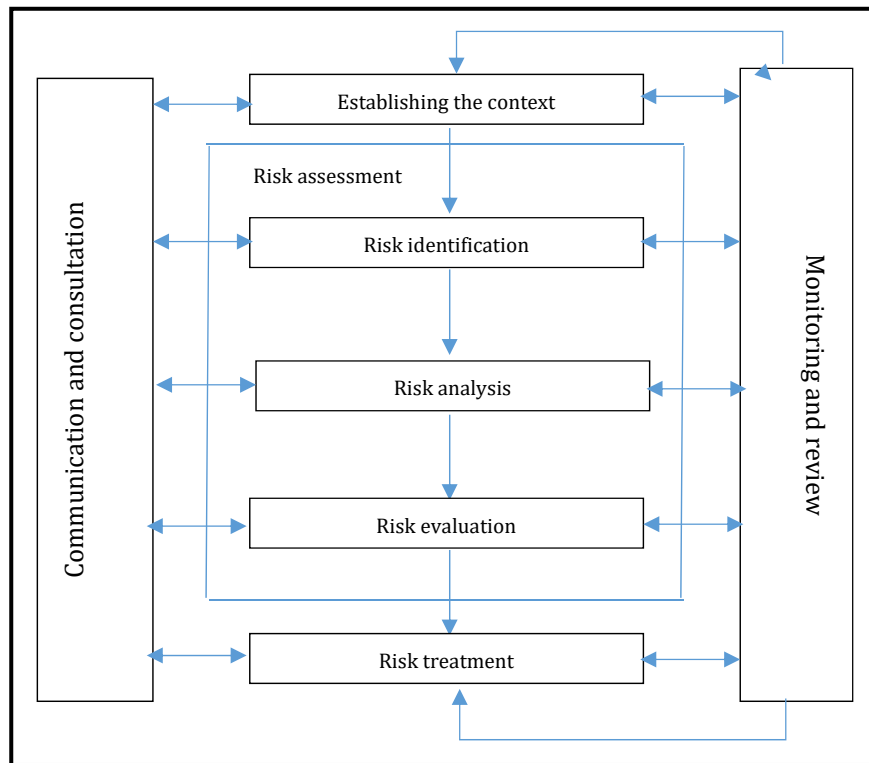 Establishing the context
Risk assessment
Risk identification
Risk analysis
Risk evaluation
Risk treatment
Communication and consultation
Monitoring and review